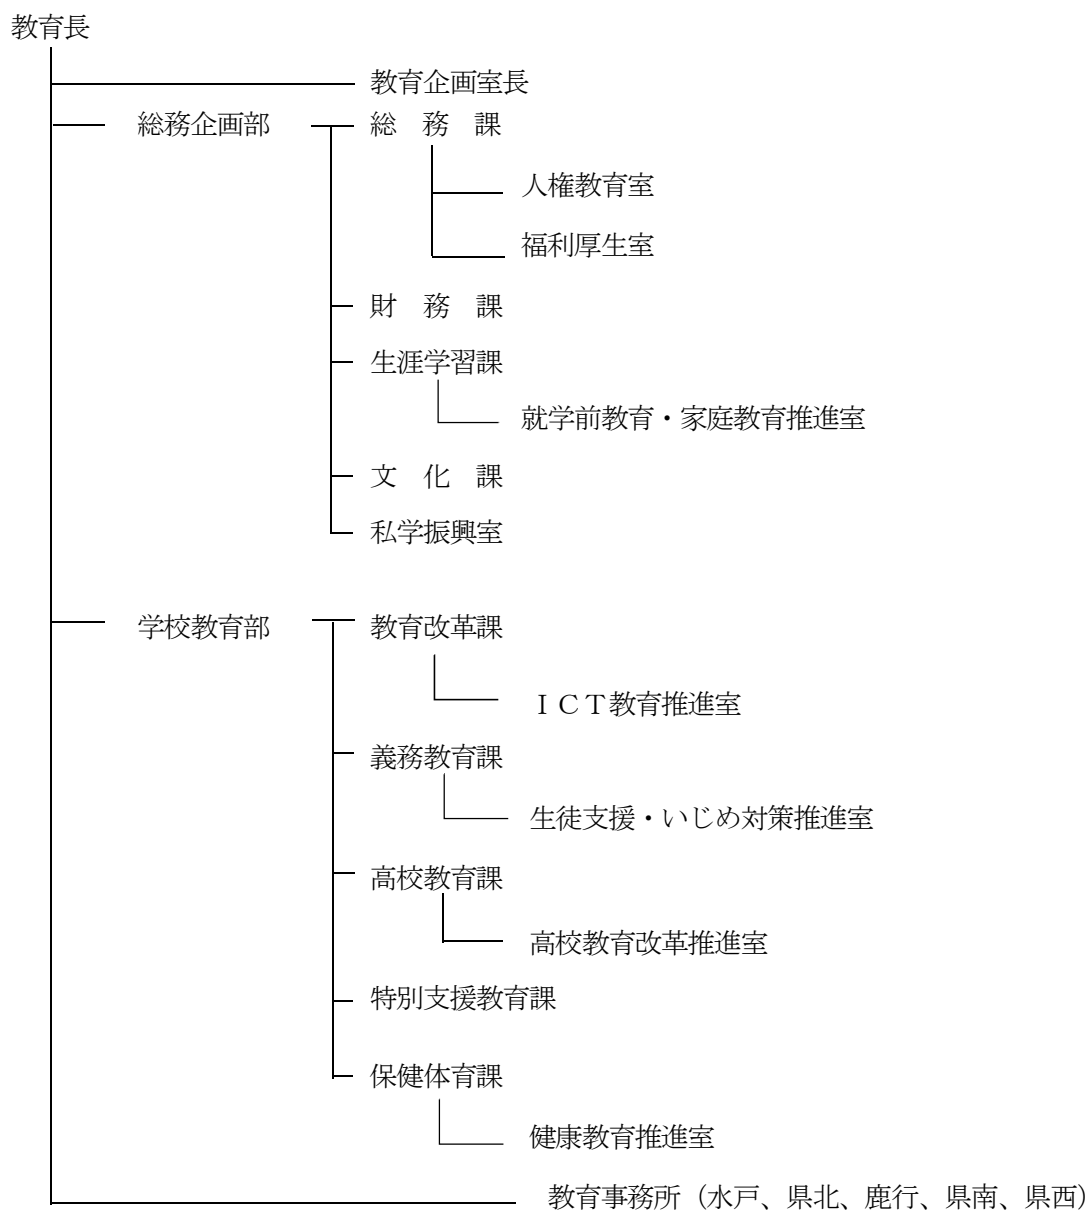 教育長
教育企画室長
総務企画部 総　務　課
人権教育室
福利厚生室
財　務　課
生涯学習課
就学前教育・家庭教育推進室
文　化　課
私学振興室
学校教育部 教育改革課
ＩＣＴ教育推進室
義務教育課
生徒支援・いじめ対策推進室
高校教育課
高校教育改革推進室
特別支援教育課
保健体育課
健康教育推進室
教育事務所（水戸、県北、鹿行、県南、県西）